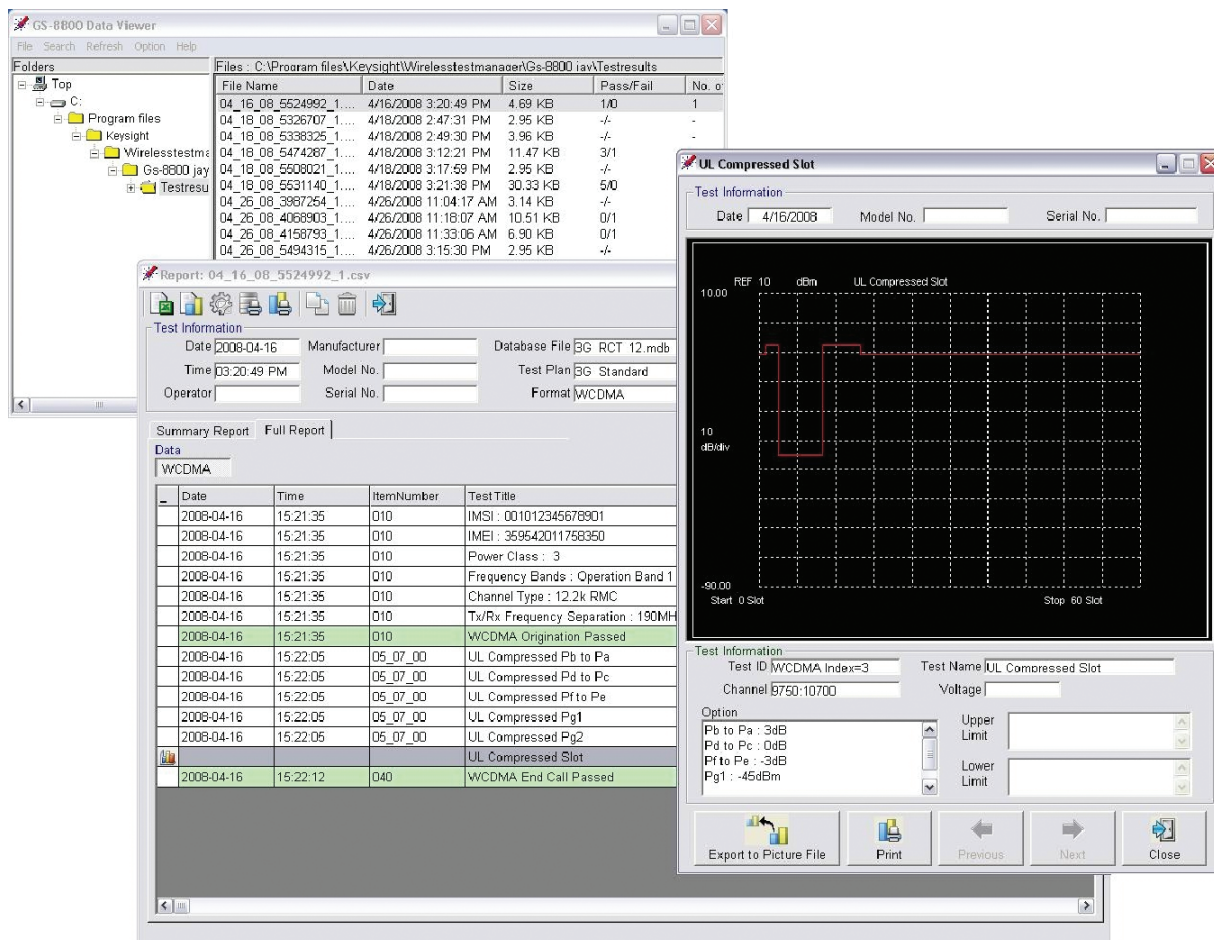 GS-8800 Data Viewer
File Search Refresh Option Help
Folders
Top
C:
Program files
Keysight
Wirelesstestma
Gs-8800 jay
Testresu
Files : C:\Program files\Keysight\Wirelesstestmanager\Gs-8800 jay\Testresults
File Name Date Size Pass/Fail No. o
04_16_08_5524992_1.... 4/16/2008 3:20:49 PM 4.69 KB 1/0 1
04_18_08_5326707_1.... 4/18/2008 2:47:31 PM 2.95 KB -/- -
04_18_08_5338325_1.... 4/18/2008 2:49:30 PM 3.96 KB -/- -
04_18_08_5474287_1.... 4/18/2008 3:12:21 PM 11.47 KB 3/1
04_18_08_5508021_1.... 4/18/2008 3:17:59 PM 2.95 KB -/-
04_18_08_5531140_1.... 4/18/2008 3:21:38 PM 30.33 KB 5/0
04_26_08_3987254_1.... 4/26/2008 11:04:17 AM 3.14 KB -/-
04_26_08_4068903_1.... 4/26/2008 11:18:07 AM 10.51 KB 0/1
04_26_08_4158793_1.... 4/26/2008 11:33:06 AM 6.90 KB 0/1
04_26_08_5494315_1.... 4/26/2008 3:15:30 PM 2.95 KB -/-
Report: 04_16_08_5524992_1.csv
Test Information
Date 2008-04-16 Manufacturer Database File 3G RCT 12.mdb
Time 03:20:49 PM Model No. Test Plan 3G Standard
Operator Serial No. Format WCDMA
Summary Report Full Report
Data
WCDMA
Date Time ItemNumber Test Title
2008-04-16 15:21:35 010 IMSI : 001012345678901
2008-04-16 15:21:35 010 IMEI : 359542011758350
2008-04-16 15:21:35 010 Power Class : 3
2008-04-16 15:21:35 010 Frequency Bands : Operation Band 1
2008-04-16 15:21:35 010 Channel Type : 12.2k RMC
2008-04-16 15:21:35 010 Tx/Rx Frequency Separation : 190MH
2008-04-16 15:21:35 010 WCDMA Origination Passed
2008-04-16 15:22:05 05_07_00 UL Compressed Pb to Pa
2008-04-16 15:22:05 05_07_00 UL Compressed Pd to Pc
2008-04-16 15:22:05 05_07_00 UL Compressed Pf to Pe
2008-04-16 15:22:05 05_07_00 UL Compressed Pg1
2008-04-16 15:22:05 05_07_00 UL Compressed Pg2
UL Compressed Slot
2008-04-16 15:22:12 040 WCDMA End Call Passed
UL Compressed Slot
Test Information
Date 4/16/2008 Model No. Serial No.
REF 10 dBm UL Compressed Slot
10.00
10
dB/div
-90.00
Start 0 Slot Stop 60 Slot
Test Information
Test ID WCDMA Index=3 Test Name UL Compressed Slot
Channel 9750:10700 Voltage
Option
Pb to Pa : 3dB
Pd to Pc : 0dB
Pf to Pe : -3dB
Pg1 : -45dBm
Upper
Limit
Lower
Limit
Export to Picture File Print Previous Next Close